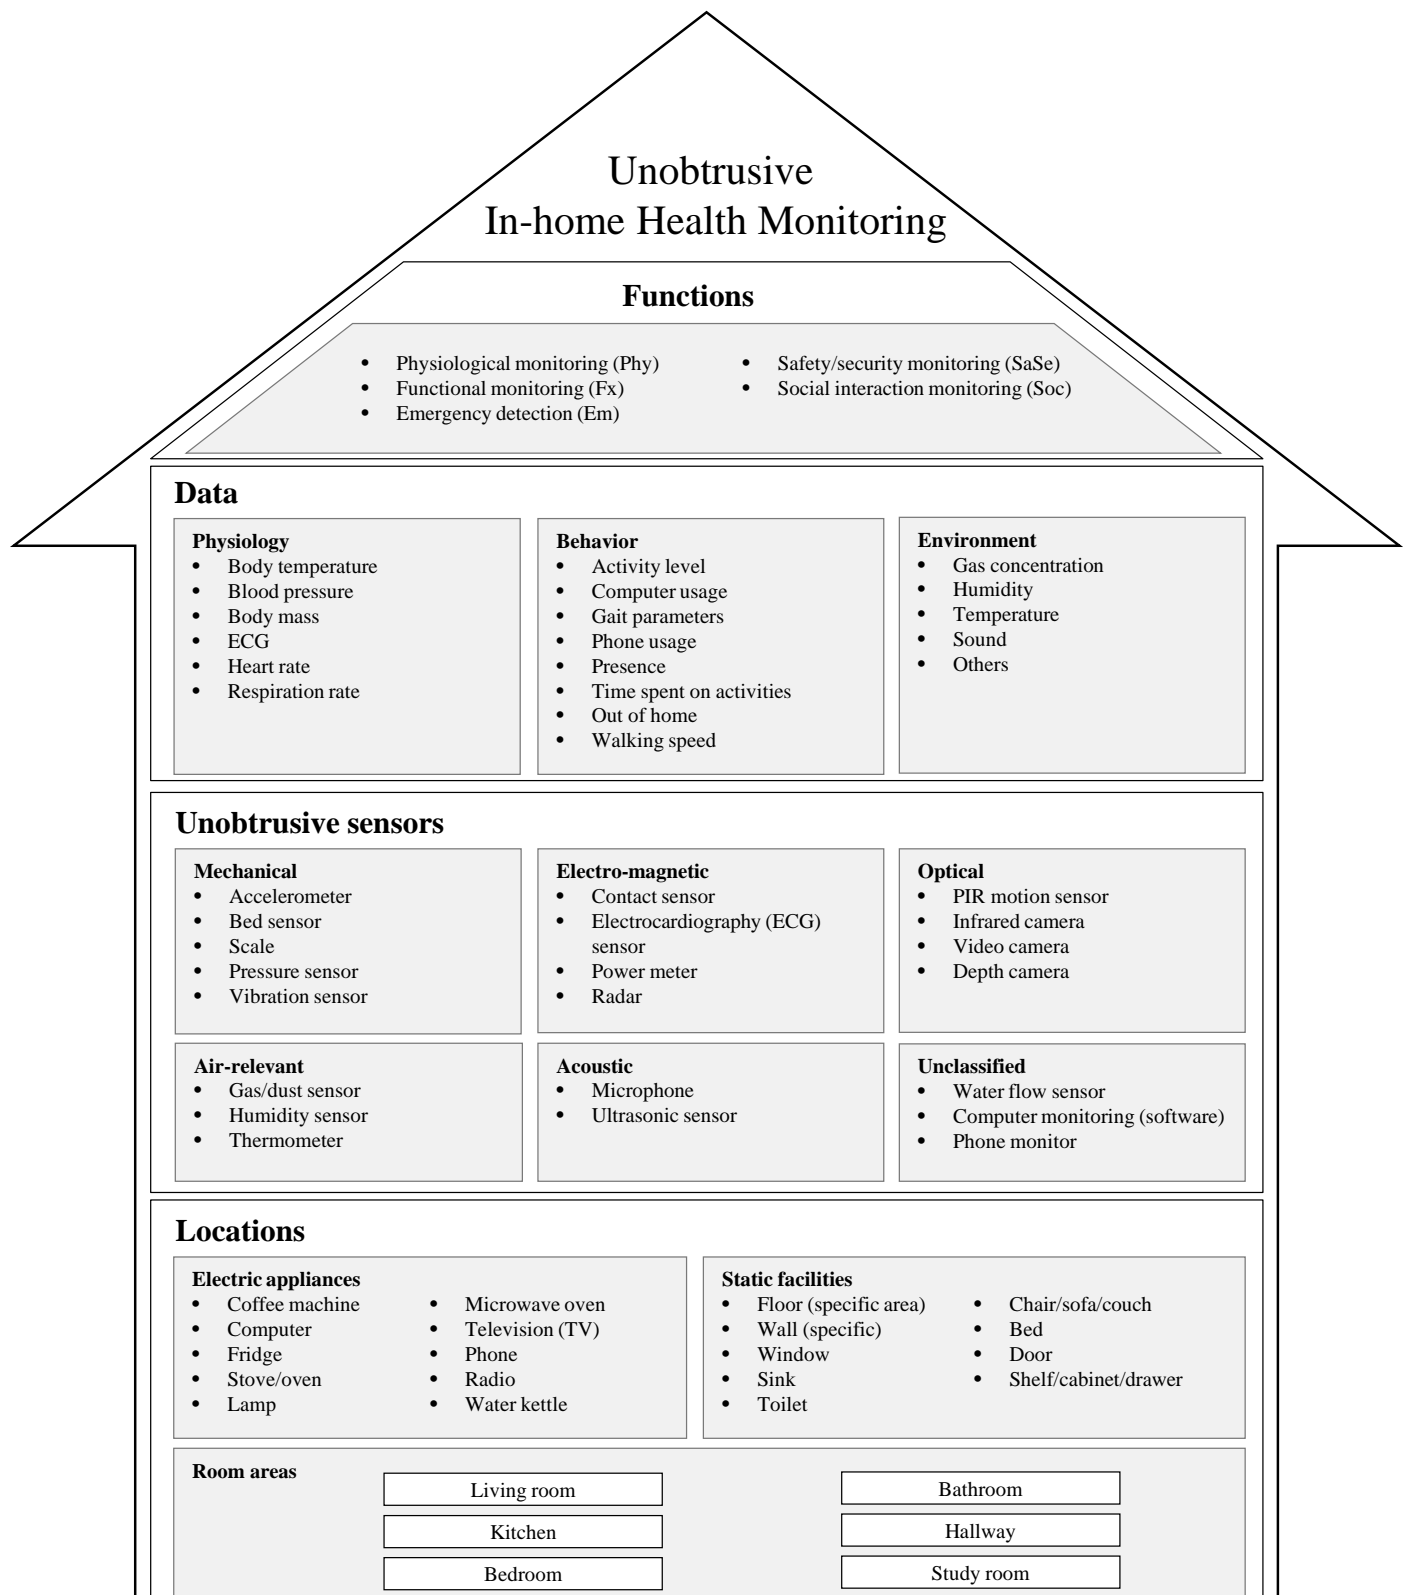 Unobtrusive
In-home Health Monitoring
Functions
• Physiological monitoring (Phy)
• Functional monitoring (Fx)
• Emergency detection (Em)
• Safety/security monitoring (SaSe)
• Social interaction monitoring (Soc)
Data
Physiology
• Body temperature
• Blood pressure
• Body mass
• ECG
• Heart rate
• Respiration rate
Behavior
• Activity level
• Computer usage
• Gait parameters
• Phone usage
• Presence
• Time spent on activities
• Out of home
• Walking speed
Environment
• Gas concentration
• Humidity
• Temperature
• Sound
• Others
Unobtrusive sensors
Mechanical
• Accelerometer
• Bed sensor
• Scale
• Pressure sensor
• Vibration sensor
Electro-magnetic
• Contact sensor
• Electrocardiography (ECG)
sensor
• Power meter
• Radar
Optical
• PIR motion sensor
• Infrared camera
• Video camera
• Depth camera
Air-relevant
• Gas/dust sensor
• Humidity sensor
• Thermometer
Acoustic
• Microphone
• Ultrasonic sensor
Unclassified
• Water flow sensor
• Computer monitoring (software)
• Phone monitor
Locations
Electric appliances
• Coffee machine
• Computer
• Fridge
• Stove/oven
• Lamp
• Microwave oven
• Television (TV)
• Phone
• Radio
• Water kettle
Static facilities
• Floor (specific area)
• Wall (specific)
• Window
• Sink
• Toilet
• Chair/sofa/couch
• Bed
• Door
• Shelf/cabinet/drawer
Room areas
Living room
Kitchen
Bedroom
Bathroom
Hallway
Study room